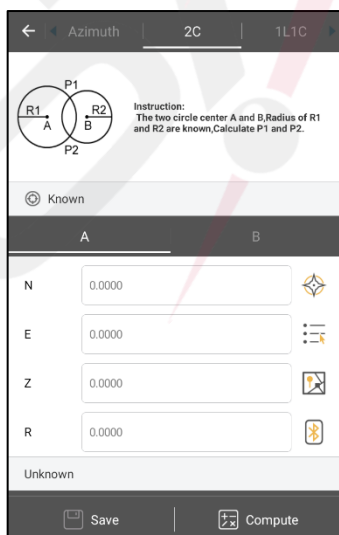 Azimuth 2C 1L1C
P1
R1 R2
A B
P2
Instruction:
The two circle center A and B,Radius of R1
and R2 are known,Calculate P1 and P2.
Known
A B
N 0.0000
E 0.0000
Z 0.0000
R 0.0000
Unknown
Save Compute